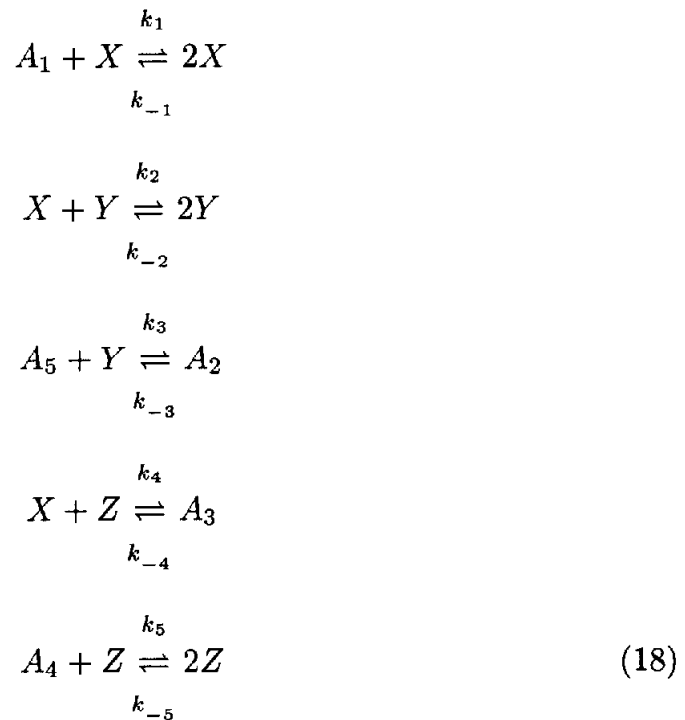 k₁
A₁ + X ⇌ 2X
k₋₁
k₂
X + Y ⇌ 2Y
k₋₂
k₃
A₅ + Y ⇌ A₂
k₋₃
k₄
X + Z ⇌ A₃
k₋₄
k₅
A₄ + Z ⇌ 2Z (18)
k₋₅